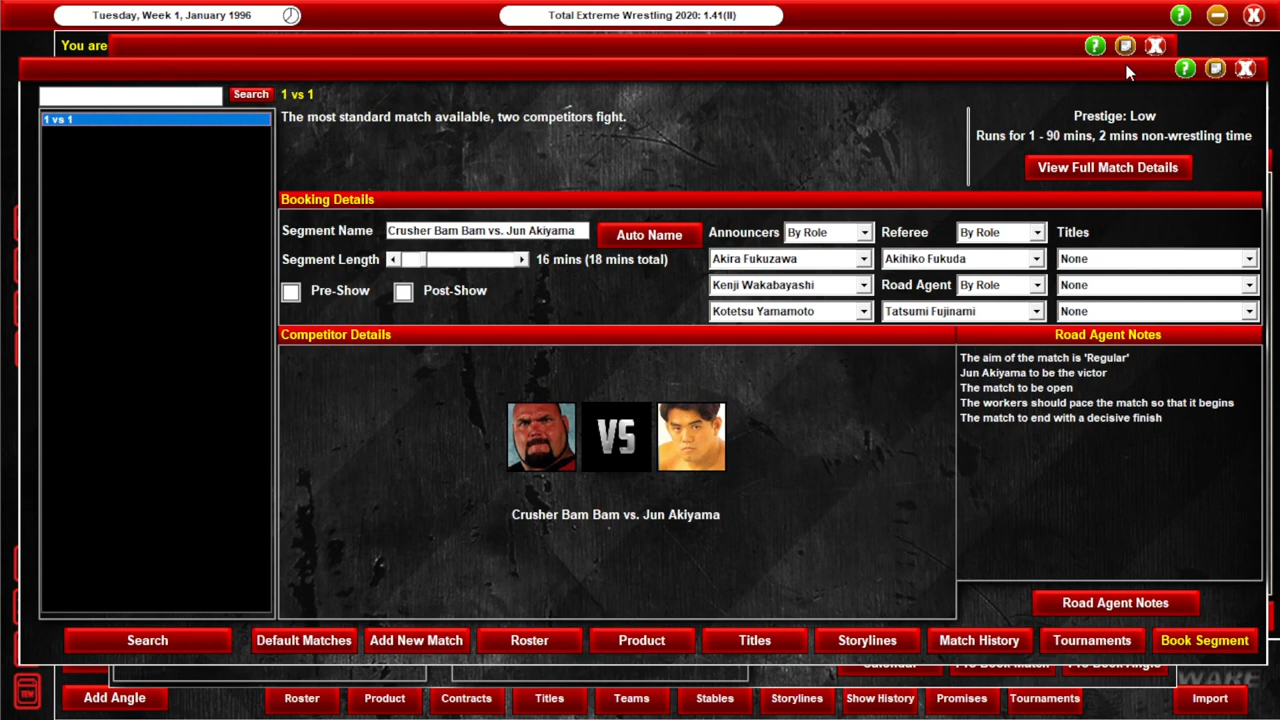 Tuesday, Week 1, January 1996
Total Extreme Wrestling 2020: 1.41(II)
You are
Search
1 vs 1
1 vs 1
The most standard match available, two competitors fight.
Prestige: Low
Runs for 1 - 90 mins, 2 mins non-wrestling time
View Full Match Details
Booking Details
Segment Name
Crusher Bam Bam vs. Jun Akiyama
Auto Name
Announcers
By Role
Referee
By Role
Titles
Segment Length
16 mins (18 mins total)
Akira Fukuzawa
Akihiko Fukuda
None
Pre-Show
Post-Show
Kenji Wakabayashi
Road Agent
By Role
None
Kotetsu Yamamoto
Tatsumi Fujinami
None
Competitor Details
Road Agent Notes
The aim of the match is 'Regular'
Jun Akiyama to be the victor
The match to be open
The workers should pace the match so that it begins
The match to end with a decisive finish
VS
Crusher Bam Bam vs. Jun Akiyama
Road Agent Notes
Search
Default Matches
Add New Match
Roster
Product
Titles
Storylines
Match History
Tournaments
Book Segment
Add Angle
Roster
Product
Contracts
Titles
Teams
Stables
Storylines
Show History
Promises
Tournaments
Import